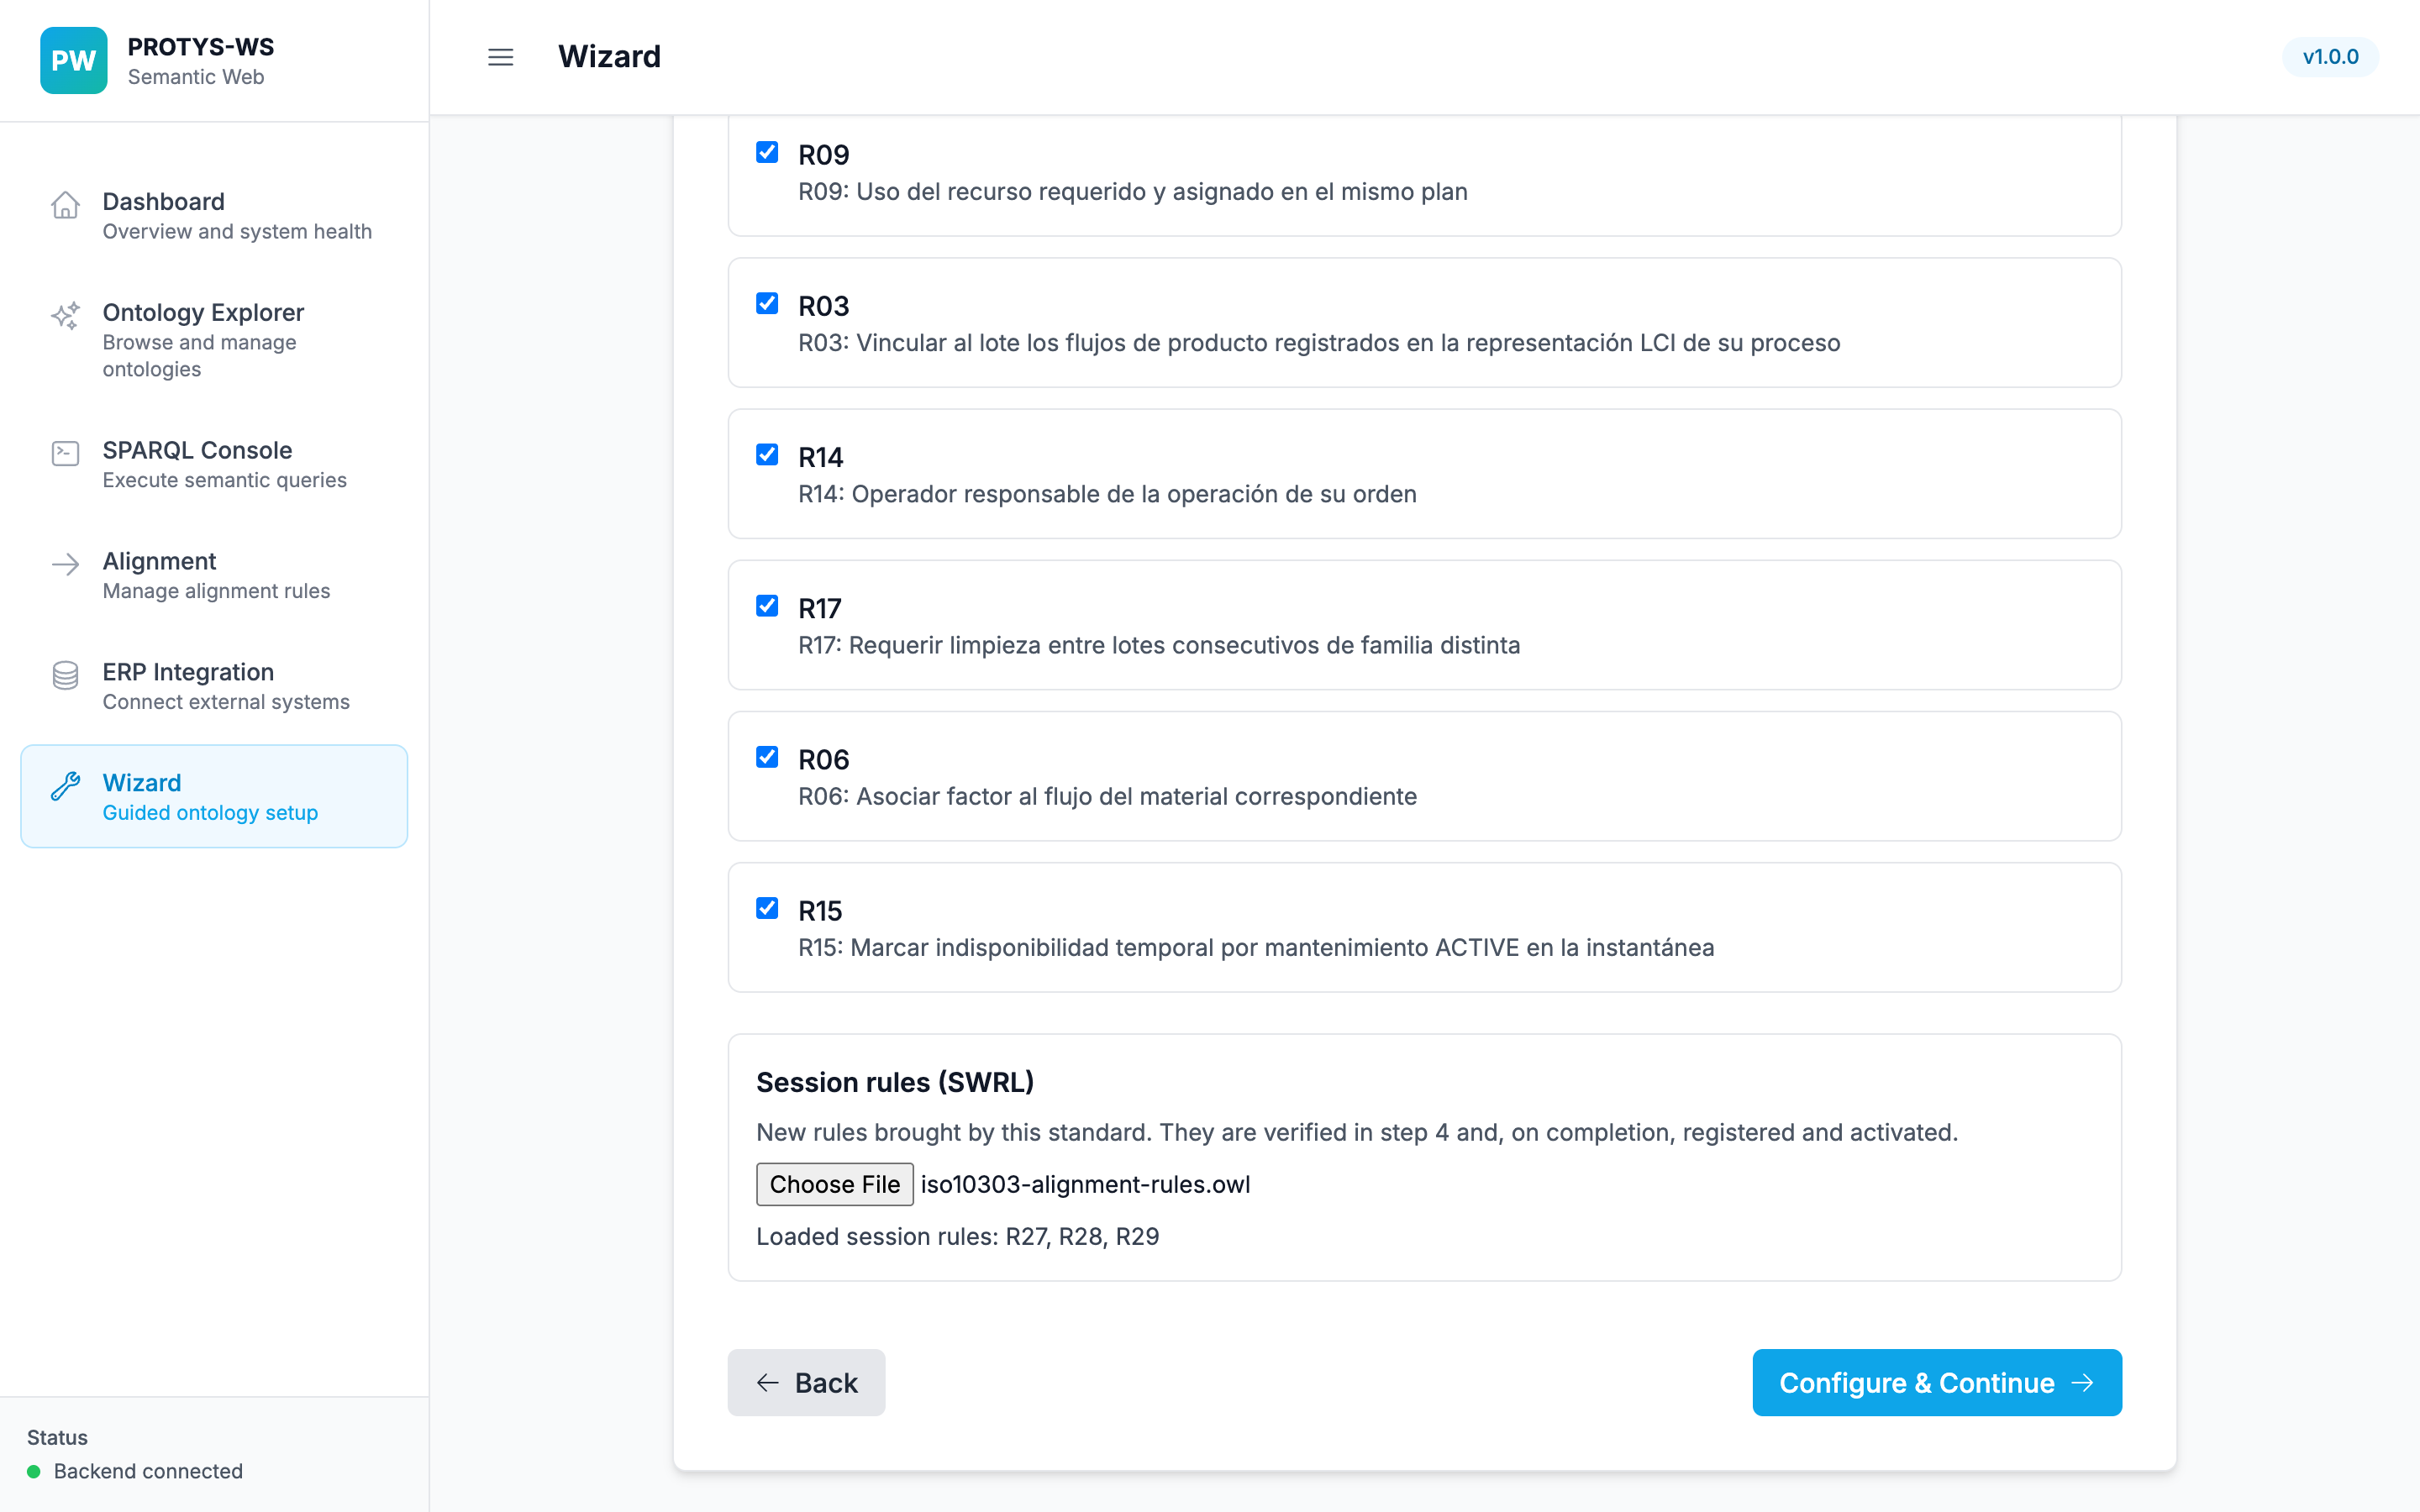 PW
PROTYS-WS
Semantic Web
Dashboard
Overview and system health
Ontology Explorer
Browse and manage
ontologies
SPARQL Console
Execute semantic queries
Alignment
Manage alignment rules
ERP Integration
Connect external systems
Wizard
Guided ontology setup
Status
Backend connected
Wizard
v1.0.0
R09
R09: Uso del recurso requerido y asignado en el mismo plan
R03
R03: Vincular al lote los flujos de producto registrados en la representación LCI de su proceso
R14
R14: Operador responsable de la operación de su orden
R17
R17: Requerir limpieza entre lotes consecutivos de familia distinta
R06
R06: Asociar factor al flujo del material correspondiente
R15
R15: Marcar indisponibilidad temporal por mantenimiento ACTIVE en la instantánea
Session rules (SWRL)
New rules brought by this standard. They are verified in step 4 and, on completion, registered and activated.
Choose File iso10303-alignment-rules.owl
Loaded session rules: R27, R28, R29
Back
Configure & Continue